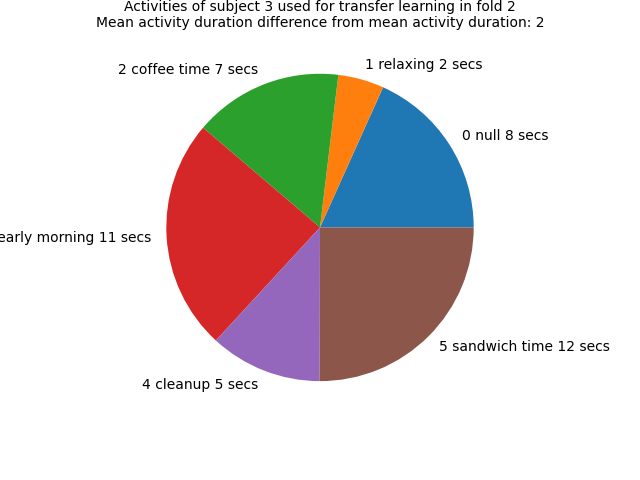 Activities of subject 3 used for transfer learning in fold 2
Mean activity duration difference from mean activity duration: 2
1 relaxing 2 secs
2 coffee time 7 secs
0 null 8 secs
early morning 11 secs
5 sandwich time 12 secs
4 cleanup 5 secs